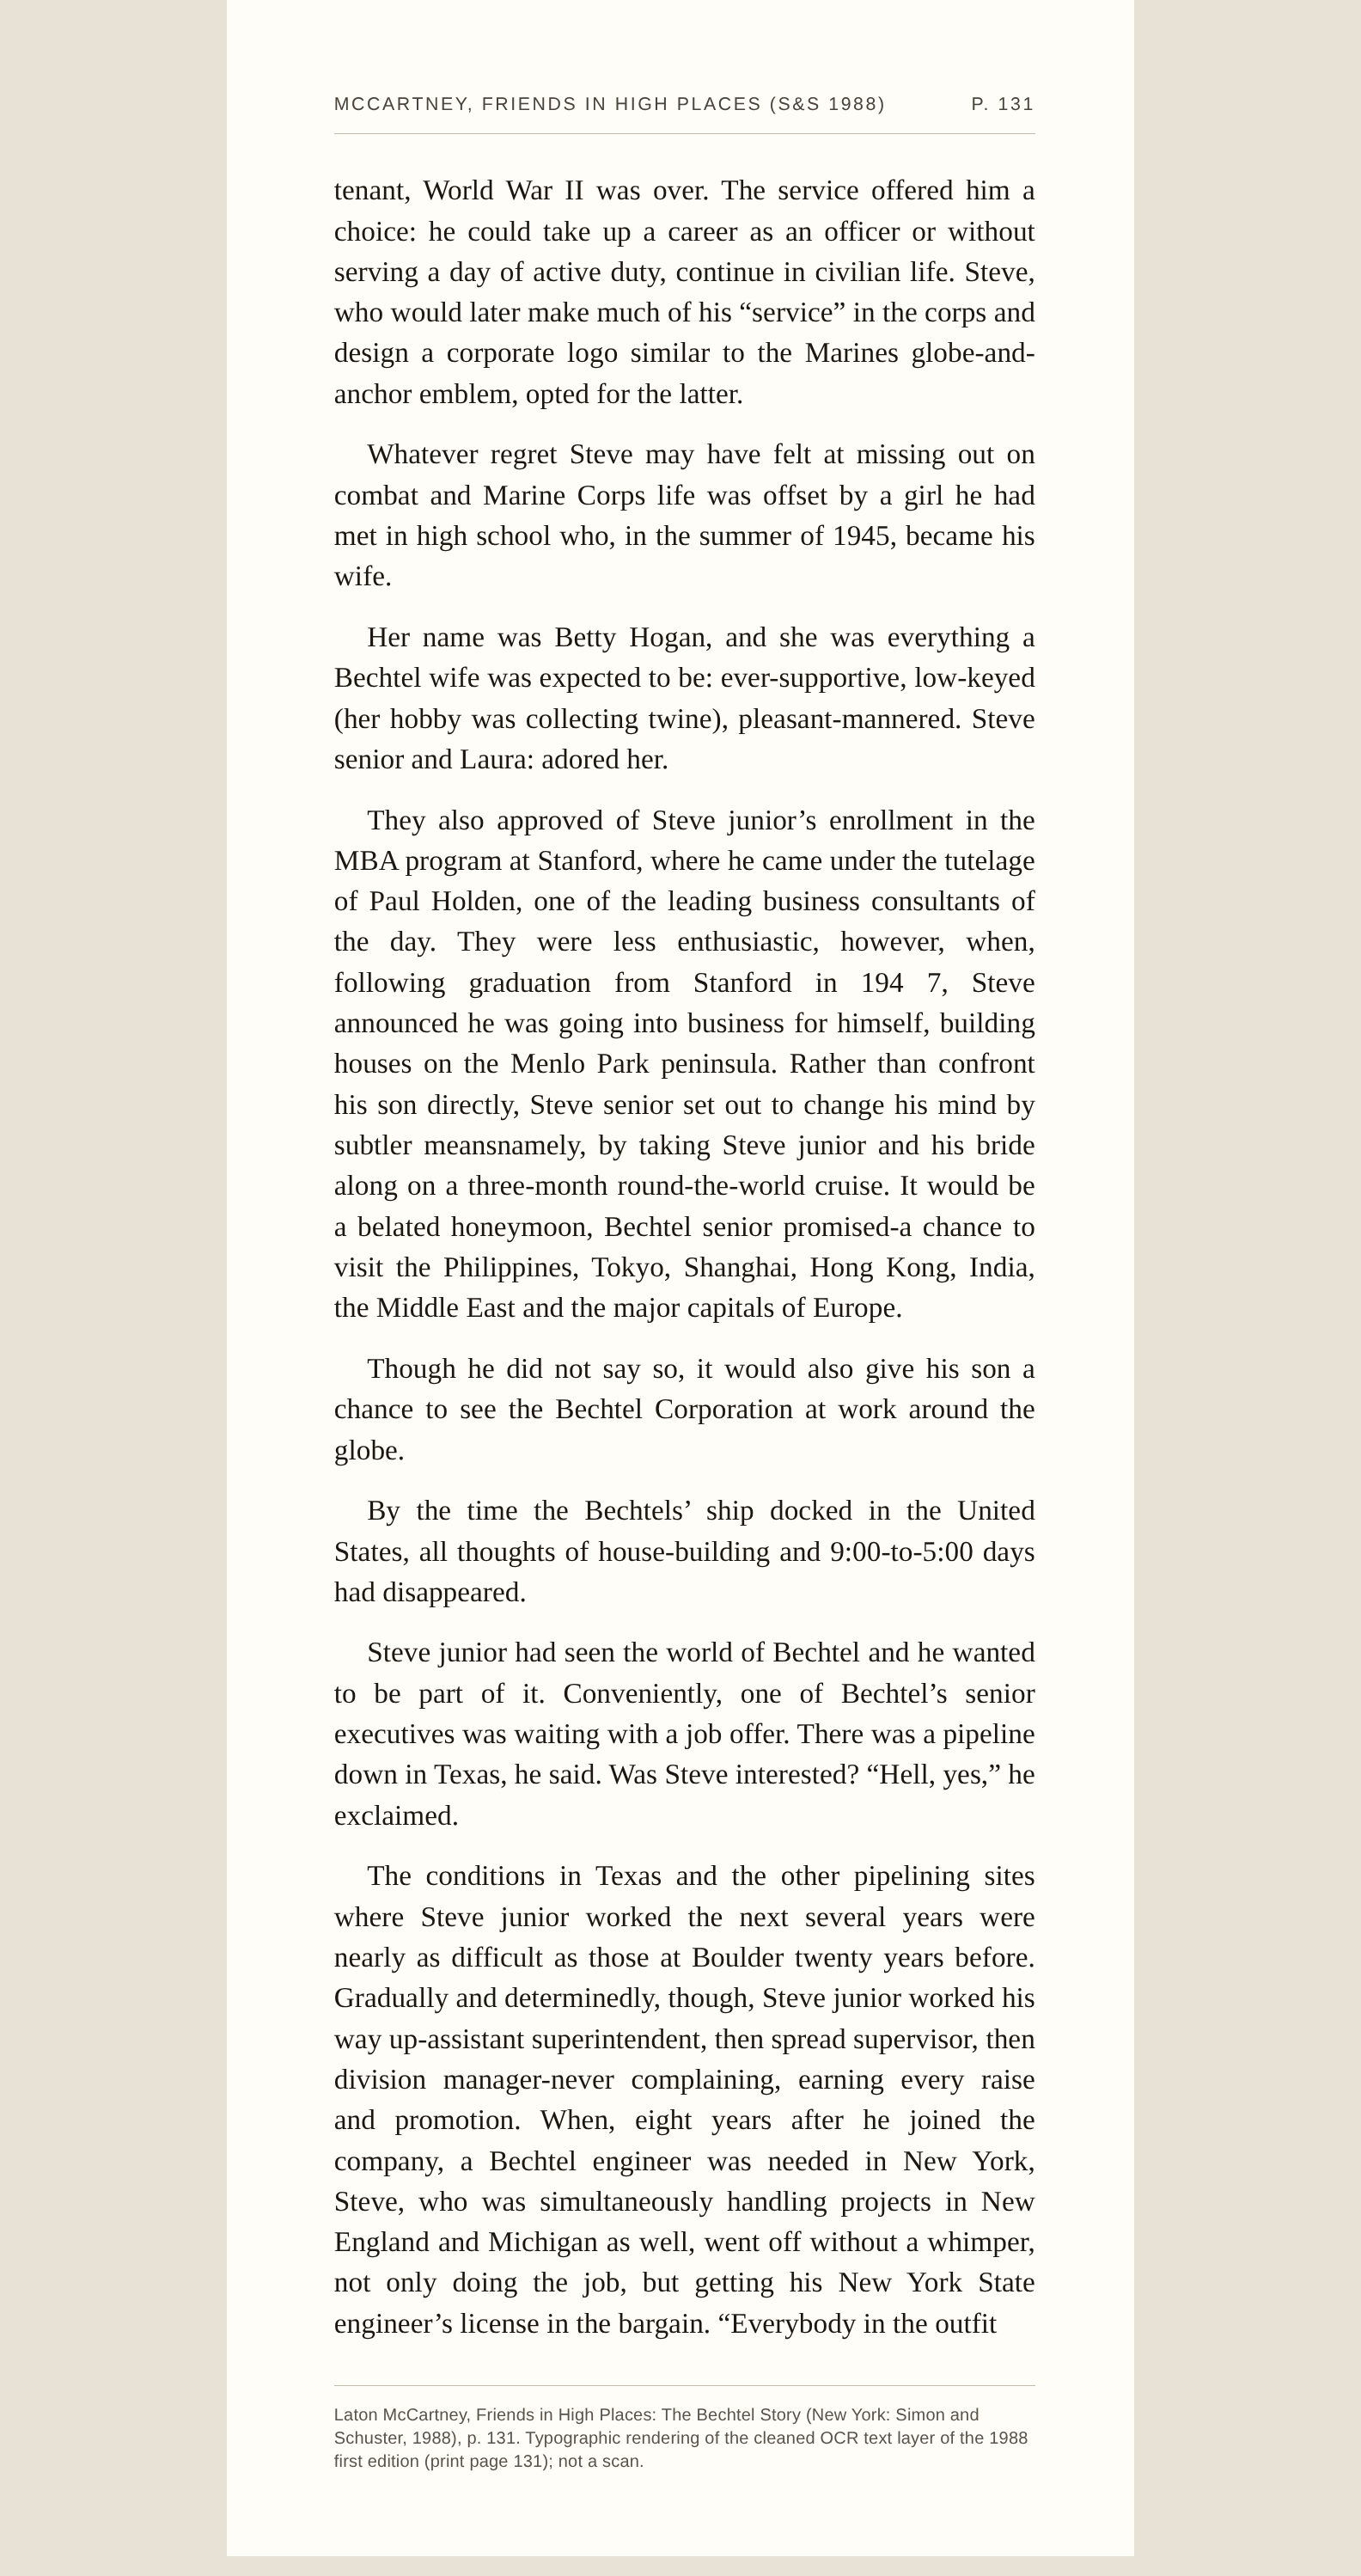 MCCARTNEY, FRIENDS IN HIGH PLACES (S&S 1988) P. 131
tenant, World War II was over. The service offered him a
choice: he could take up a career as an officer or without
serving a day of active duty, continue in civilian life. Steve,
who would later make much of his “service” in the corps and
design a corporate logo similar to the Marines globe-and-
anchor emblem, opted for the latter.
Whatever regret Steve may have felt at missing out on
combat and Marine Corps life was offset by a girl he had
met in high school who, in the summer of 1945, became his
wife.
Her name was Betty Hogan, and she was everything a
Bechtel wife was expected to be: ever-supportive, low-keyed
(her hobby was collecting twine), pleasant-mannered. Steve
senior and Laura: adored her.
They also approved of Steve junior’s enrollment in the
MBA program at Stanford, where he came under the tutelage
of Paul Holden, one of the leading business consultants of
the day. They were less enthusiastic, however, when,
following graduation from Stanford in 194 7, Steve
announced he was going into business for himself, building
houses on the Menlo Park peninsula. Rather than confront
his son directly, Steve senior set out to change his mind by
subtler meansnamely, by taking Steve junior and his bride
along on a three-month round-the-world cruise. It would be
a belated honeymoon, Bechtel senior promised-a chance to
visit the Philippines, Tokyo, Shanghai, Hong Kong, India,
the Middle East and the major capitals of Europe.
Though he did not say so, it would also give his son a
chance to see the Bechtel Corporation at work around the
globe.
By the time the Bechtels’ ship docked in the United
States, all thoughts of house-building and 9:00-to-5:00 days
had disappeared.
Steve junior had seen the world of Bechtel and he wanted
to be part of it. Conveniently, one of Bechtel’s senior
executives was waiting with a job offer. There was a pipeline
down in Texas, he said. Was Steve interested? “Hell, yes,” he
exclaimed.
The conditions in Texas and the other pipelining sites
where Steve junior worked the next several years were
nearly as difficult as those at Boulder twenty years before.
Gradually and determinedly, though, Steve junior worked his
way up-assistant superintendent, then spread supervisor, then
division manager-never complaining, earning every raise
and promotion. When, eight years after he joined the
company, a Bechtel engineer was needed in New York,
Steve, who was simultaneously handling projects in New
England and Michigan as well, went off without a whimper,
not only doing the job, but getting his New York State
engineer’s license in the bargain. “Everybody in the outfit
Laton McCartney, Friends in High Places: The Bechtel Story (New York: Simon and
Schuster, 1988), p. 131. Typographic rendering of the cleaned OCR text layer of the 1988
first edition (print page 131); not a scan.